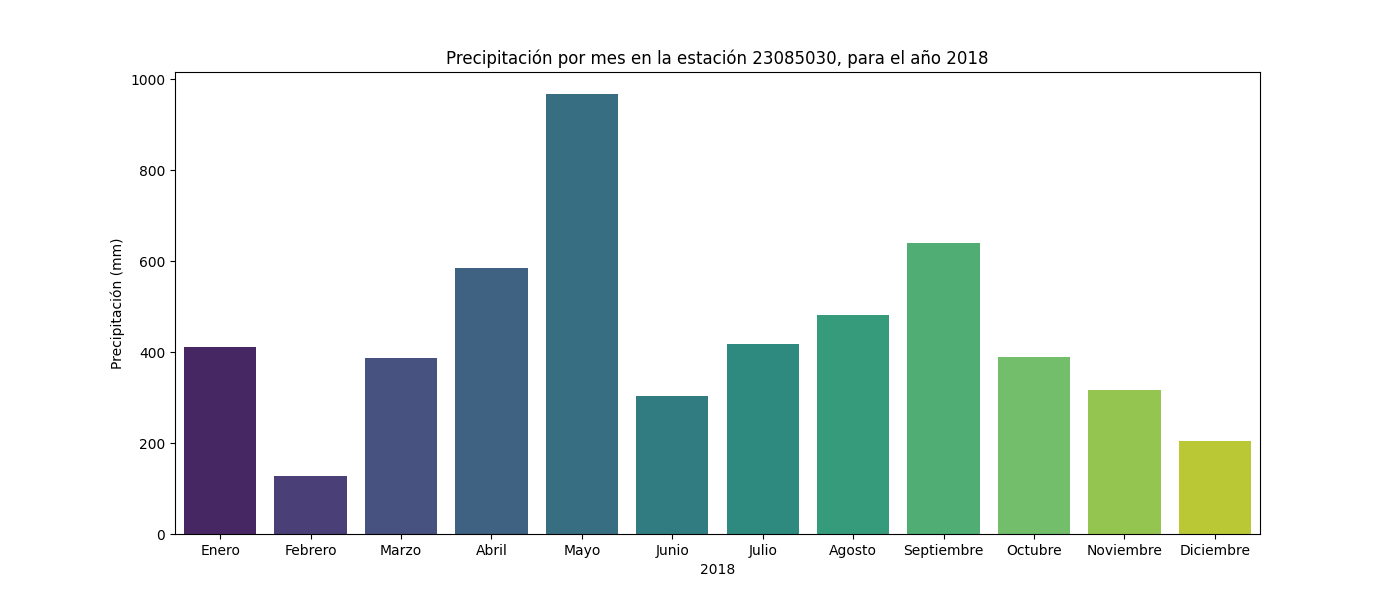 Precipitación por mes en la estación 23085030, para el año 2018
1000
800
600
400
200
0
Precipitación (mm)
Enero Febrero Marzo Abril Mayo Junio Julio Agosto Septiembre Octubre Noviembre Diciembre
2018